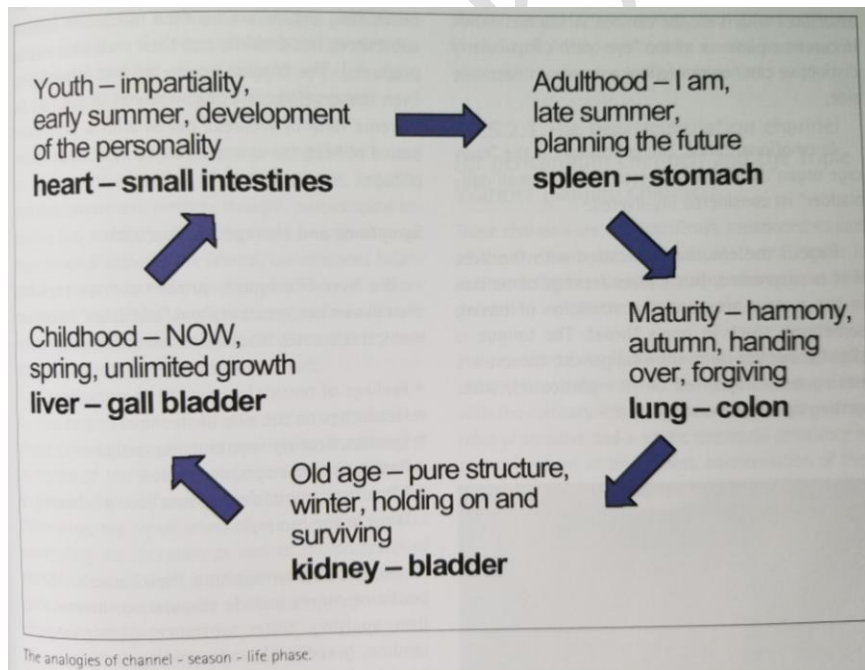 Youth – impartiality,
early summer, development
of the personality
heart – small intestines
Adulthood – I am,
late summer,
planning the future
spleen – stomach
Maturity – harmony,
autumn, handing
over, forgiving
lung – colon
Old age – pure structure,
winter, holding on and
surviving
kidney – bladder
Childhood – NOW,
spring, unlimited growth
liver – gall bladder
The analogies of channel - season - life phase.